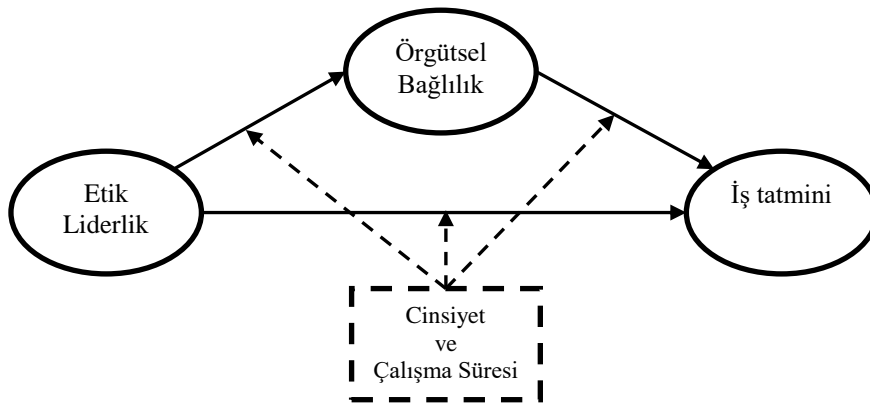 Örgütsel
Bağlılık
Etik
Liderlik
İş tatmini
Cinsiyet
ve
Çalışma Süresi